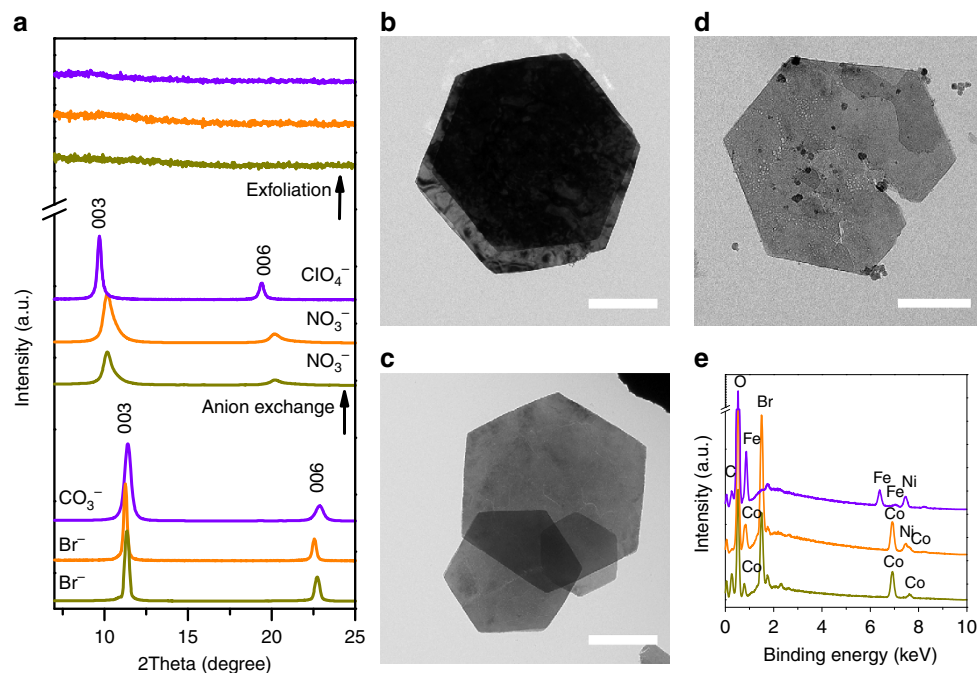 a
Exfoliation
003
006
ClO₄⁻
NO₃⁻
NO₃⁻
Anion exchange
003
006
CO₃⁻
Br⁻
Br⁻
10 15 20 25
2Theta (degree)
Intensity (a.u.)
b
c
d
e
O
Br
Fe
C
Fe
Fe
Ni
Co
Co
Ni
Co
Co
Co
Co
0 2 4 6 8 10
Binding energy (keV)
Intensity (a.u.)